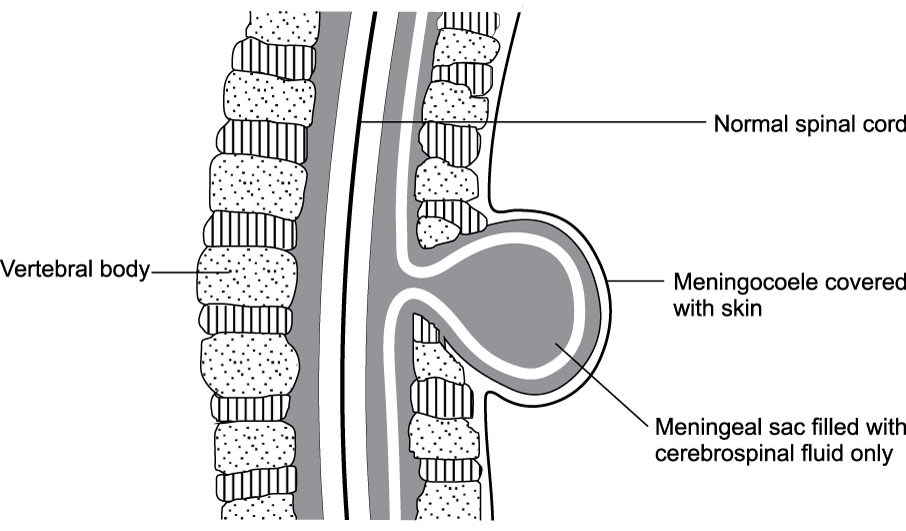 Normal spinal cord
Vertebral body
Meningocoele covered
with skin
Meningeal sac filled with
cerebrospinal fluid only